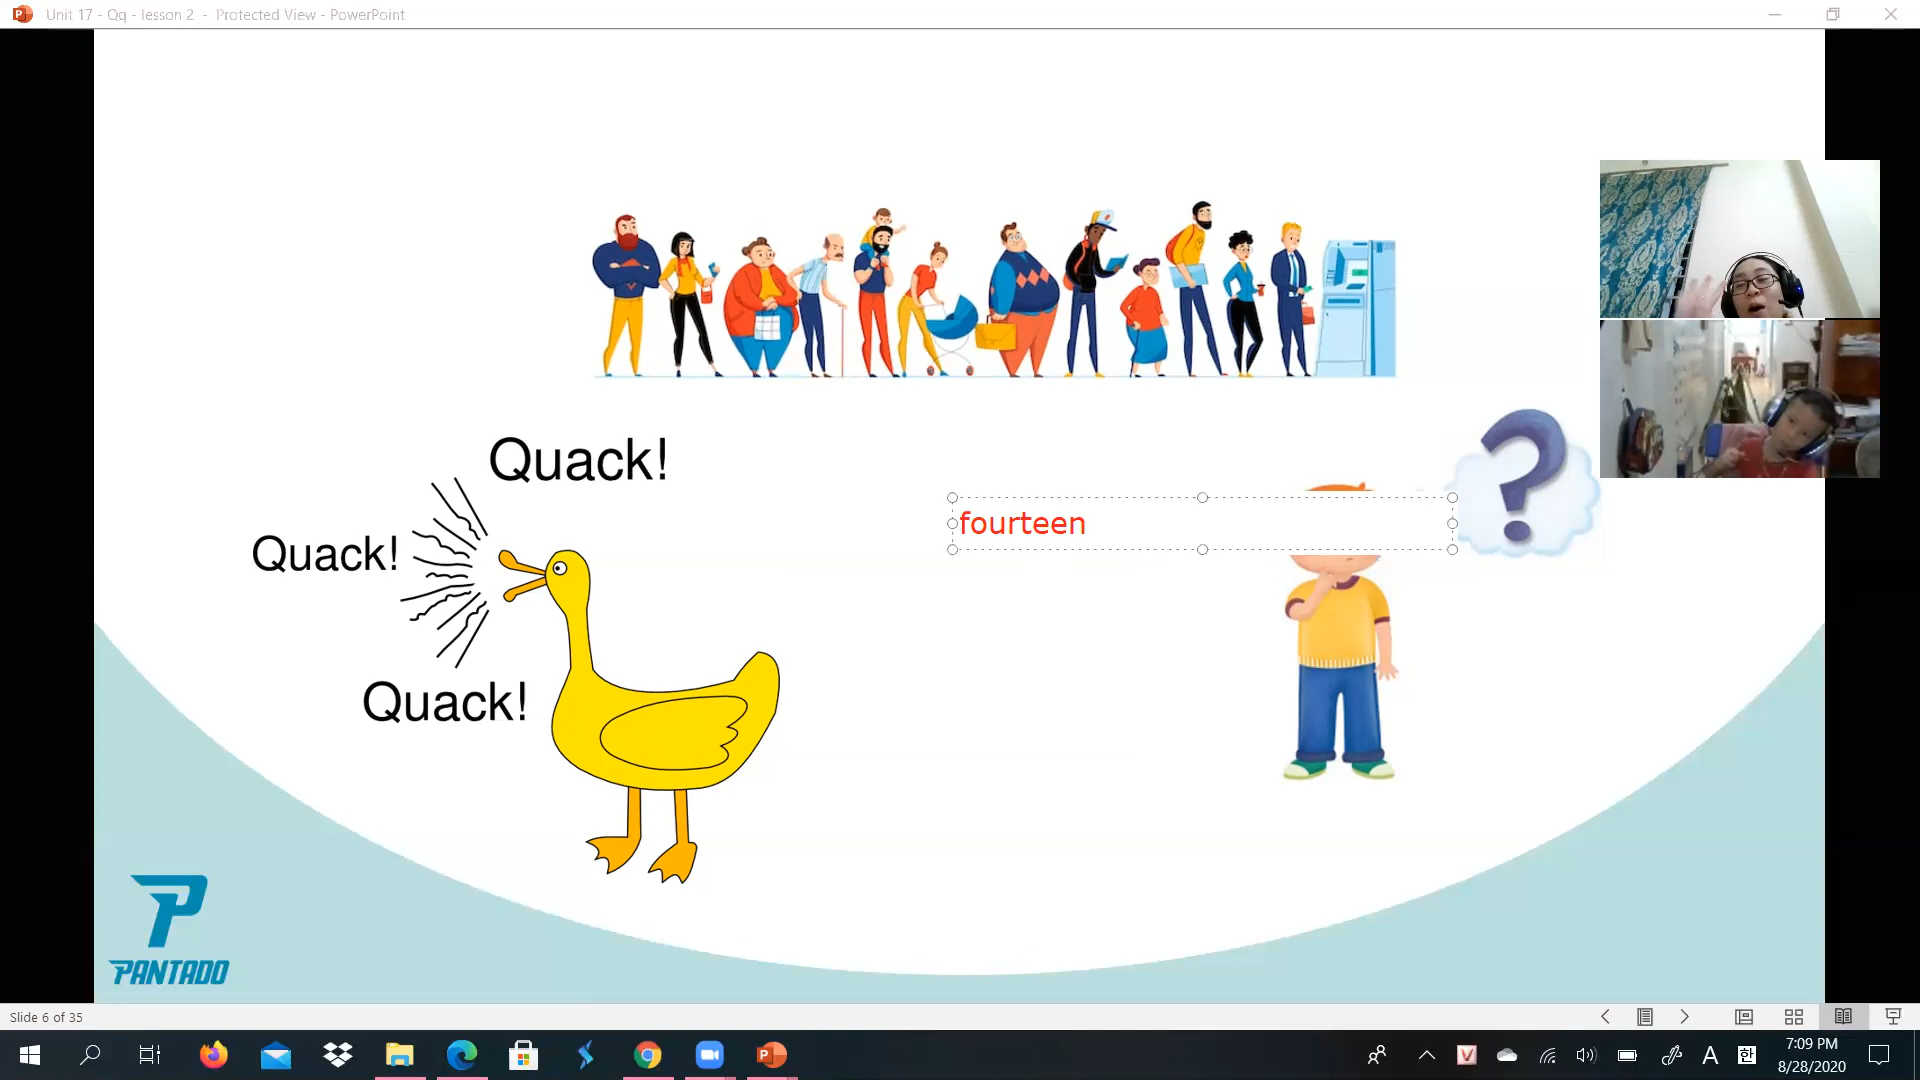 Unit 17 - Qq - lesson 2 - Protected View - PowerPoint
Quack!
fourteen
Quack!
Quack!
PANTADO
Slide 6 of 35
7:09 PM
A 한
8/28/2020